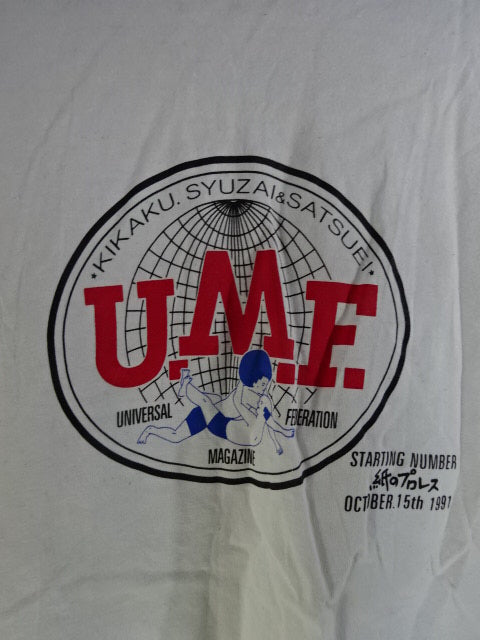 ・KIKAKU. SYUZAI&SATSUEI・
U.M.F.
UNIVERSAL FEDERATION
MAGAZINE
STARTING NUMBER
紙のプロレス
OCTOBER.15th 1991